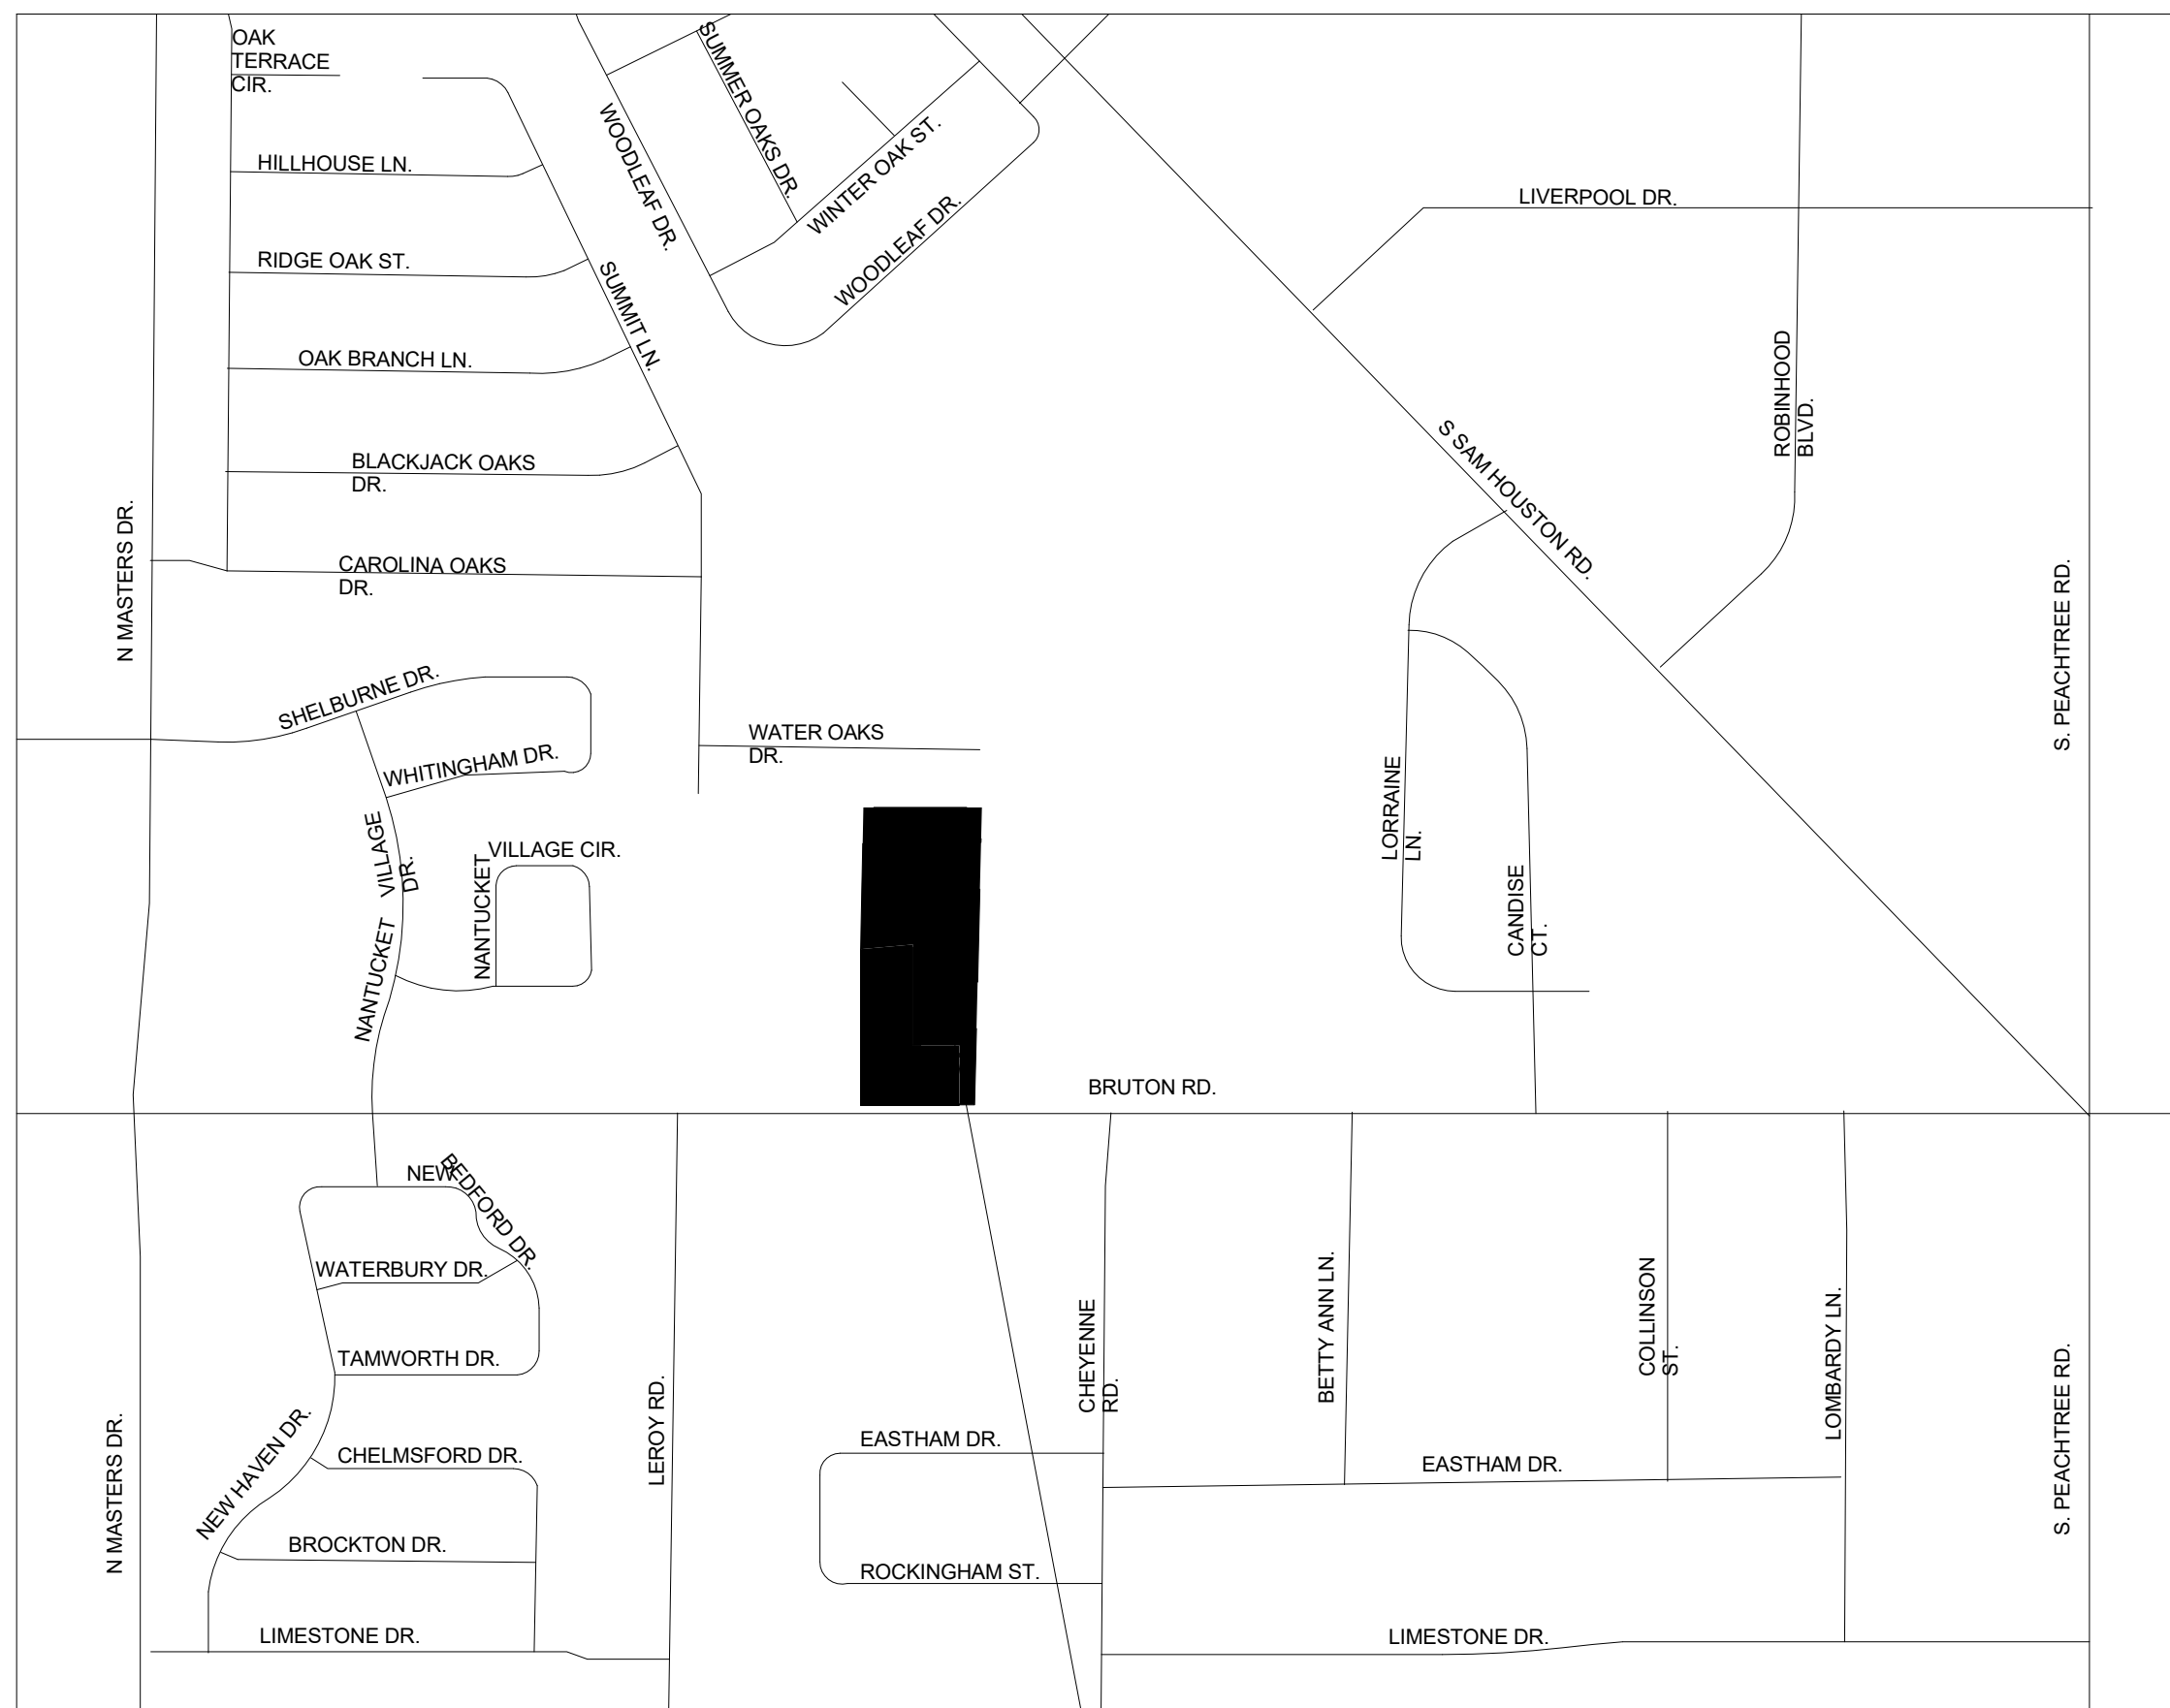 OAK
TERRACE
CIR.
SUMMER OAKS DR.
HILLHOUSE LN.
WOODLEAF DR.
WINTER OAK ST.
LIVERPOOL DR.
RIDGE OAK ST.
SUMMIT LN.
WOODLEAF DR.
OAK BRANCH LN.
ROBINHOOD
BLVD.
BLACKJACK OAKS
DR.
S SAM HOUSTON RD.
N MASTERS DR.
CAROLINA OAKS
DR.
S. PEACHTREE RD.
SHELBURNE DR.
WATER OAKS
DR.
WHITINGHAM DR.
LORRAINE
LN.
NANTUCKET VILLAGE
DR.
NANTUCKET
VILLAGE CIR.
CANDISE
CT.
BRUTON RD.
NEW
BEDFORD DR.
WATERBURY DR.
TAMWORTH DR.
CHEYENNE
RD.
BETTY ANN LN.
COLLINSON
ST.
LOMBARDY LN.
LEROY RD.
N MASTERS DR.
NEW HAVEN DR.
CHELMSFORD DR.
EASTHAM DR.
EASTHAM DR.
S. PEACHTREE RD.
BROCKTON DR.
ROCKINGHAM ST.
LIMESTONE DR.
LIMESTONE DR.